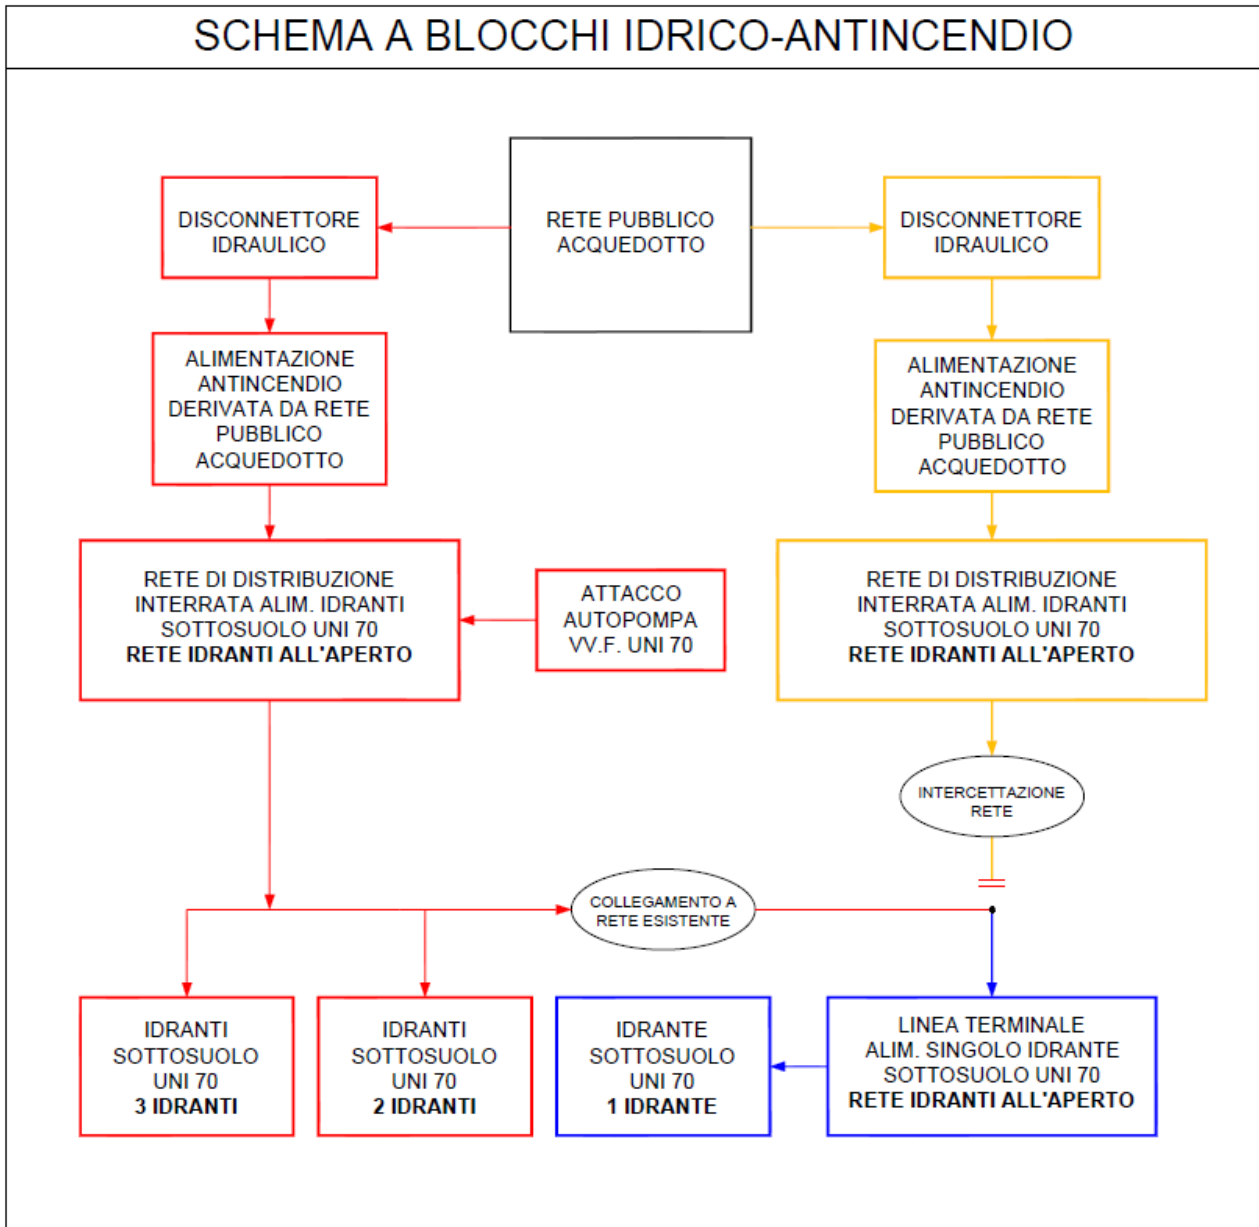 SCHEMA A BLOCCHI IDRICO-ANTINCENDIO
DISCONNETTORE
IDRAULICO
RETE PUBBLICO
ACQUEDOTTO
DISCONNETTORE
IDRAULICO
ALIMENTAZIONE
ANTINCENDIO
DERIVATA DA RETE
PUBBLICO
ACQUEDOTTO
ALIMENTAZIONE
ANTINCENDIO
DERIVATA DA RETE
PUBBLICO
ACQUEDOTTO
RETE DI DISTRIBUZIONE
INTERRATA ALIM. IDRANTI
SOTTOSUOLO UNI 70
RETE IDRANTI ALL'APERTO
ATTACCO
AUTOPOMPA
VV.F. UNI 70
RETE DI DISTRIBUZIONE
INTERRATA ALIM. IDRANTI
SOTTOSUOLO UNI 70
RETE IDRANTI ALL'APERTO
INTERCETTAZIONE
RETE
COLLEGAMENTO A
RETE ESISTENTE
IDRANTI
SOTTOSUOLO
UNI 70
3 IDRANTI
IDRANTI
SOTTOSUOLO
UNI 70
2 IDRANTI
IDRANTE
SOTTOSUOLO
UNI 70
1 IDRANTE
LINEA TERMINALE
ALIM. SINGOLO IDRANTE
SOTTOSUOLO UNI 70
RETE IDRANTI ALL'APERTO